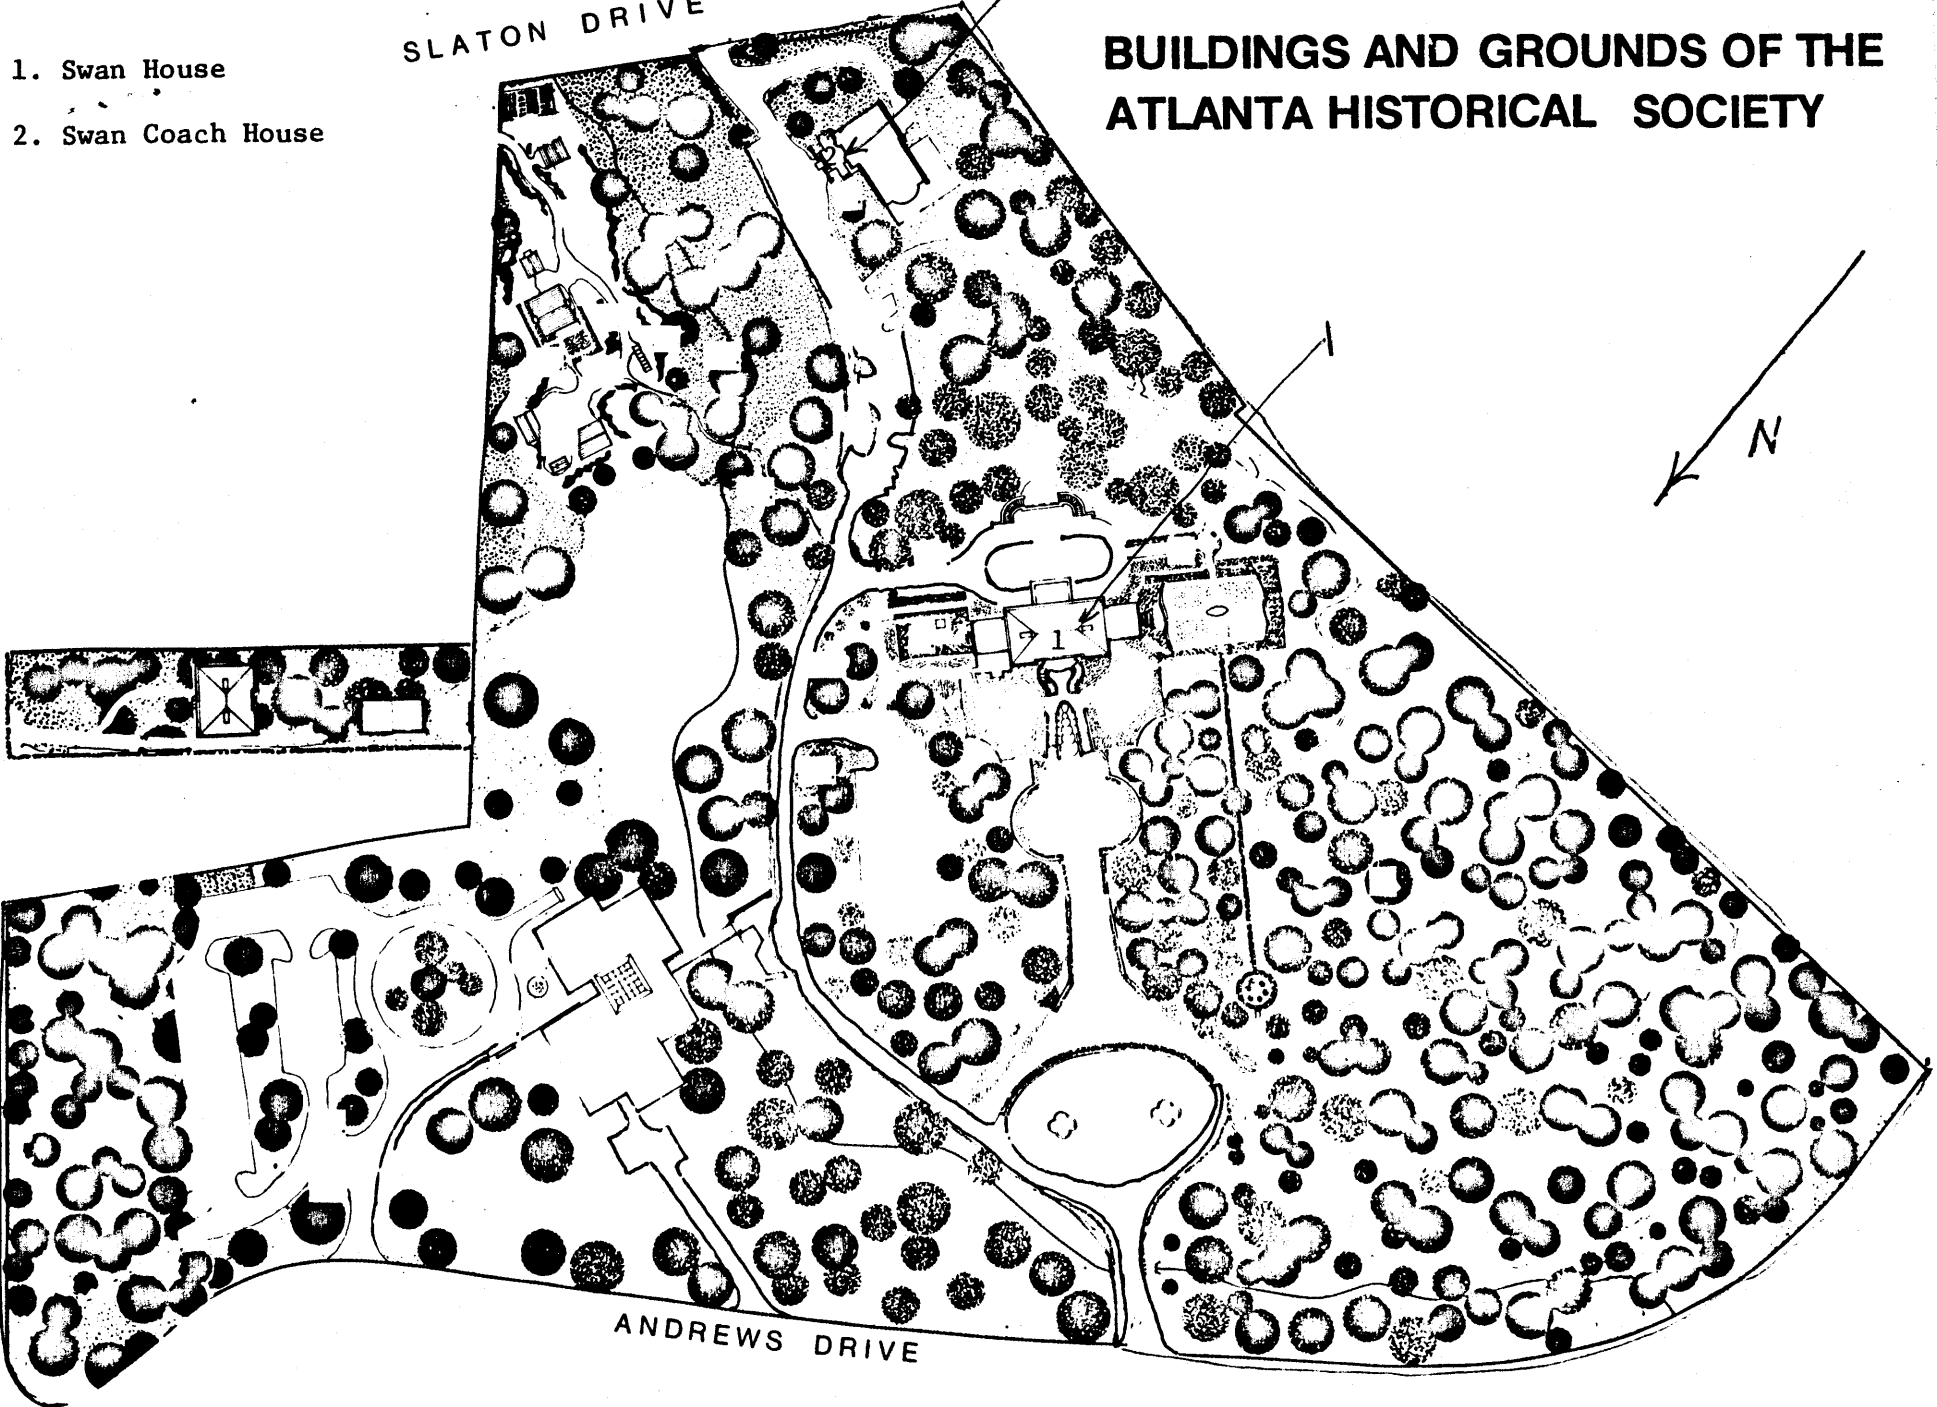 SLATON DRIVE
BUILDINGS AND GROUNDS OF THE
ATLANTA HISTORICAL SOCIETY
1. Swan House
2. Swan Coach House
2
1
N
1
ANDREWS DRIVE